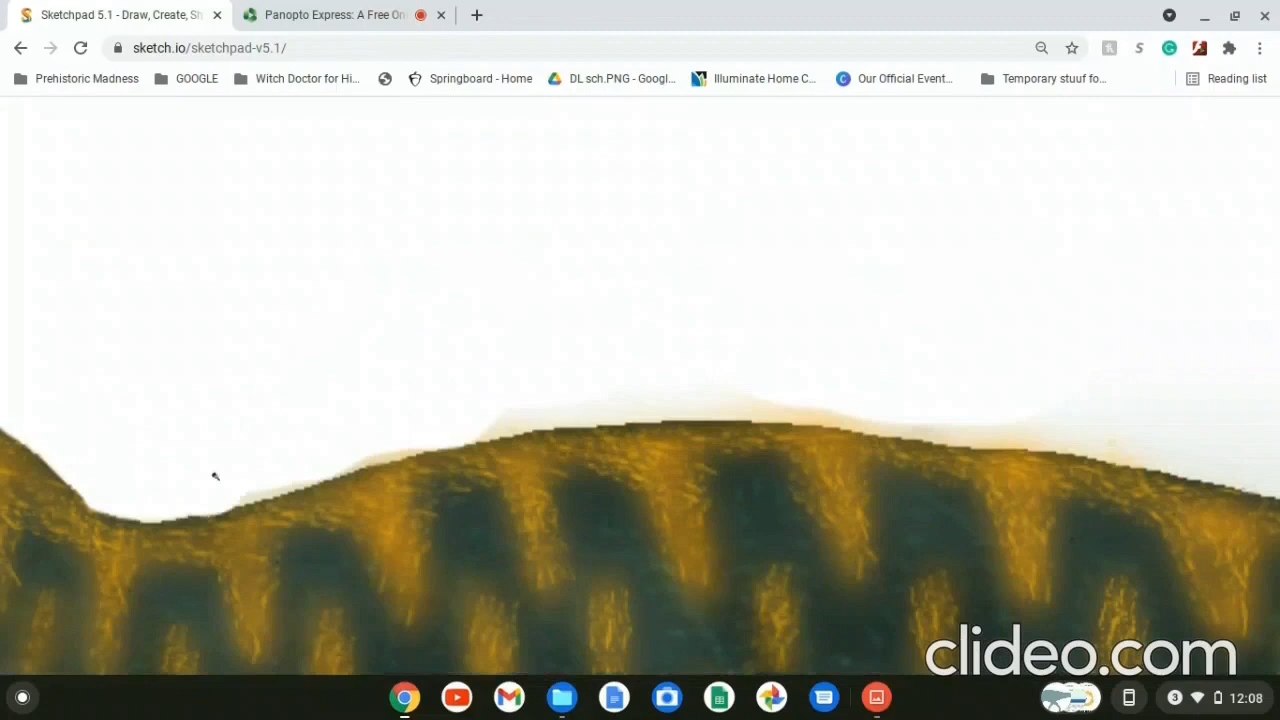 Sketchpad 5.1 - Draw, Create, Sh
Panopto Express: A Free On
sketch.io/sketchpad-v5.1/
Prehistoric Madness
GOOGLE
Witch Doctor for Hi...
Springboard - Home
DL sch.PNG - Googl...
Illuminate Home C...
Our Official Event...
Temporary stuuf fo...
Reading list
clideo.com
3
12:08